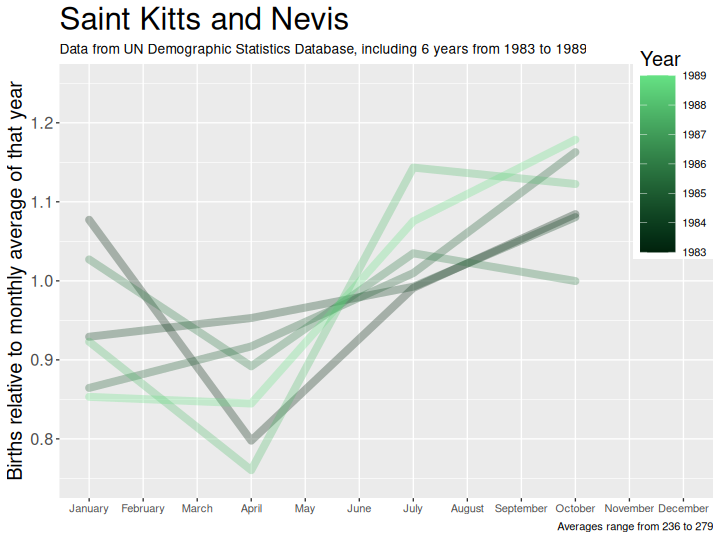 Saint Kitts and Nevis
Data from UN Demographic Statistics Database, including 6 years from 1983 to 1989
Year
1989
1988
1987
1986
1985
1984
1983
Births relative to monthly average of that year
1.2
1.1
1.0
0.9
0.8
January February March April May June July August September October November December
Averages range from 236 to 279